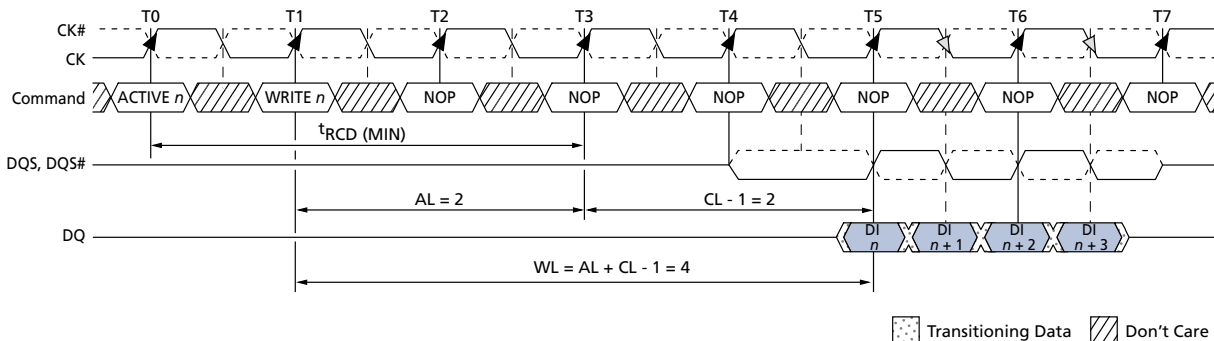 T0 T1 T2 T3 T4 T5 T6 T7
CK#
CK
Command ACTIVE n WRITE n NOP NOP NOP NOP NOP NOP
tRCD (MIN)
DQS, DQS#
AL = 2 CL - 1 = 2
DQ DI n DI n + 1 DI n + 2 DI n + 3
WL = AL + CL - 1 = 4
Transitioning Data Don't Care